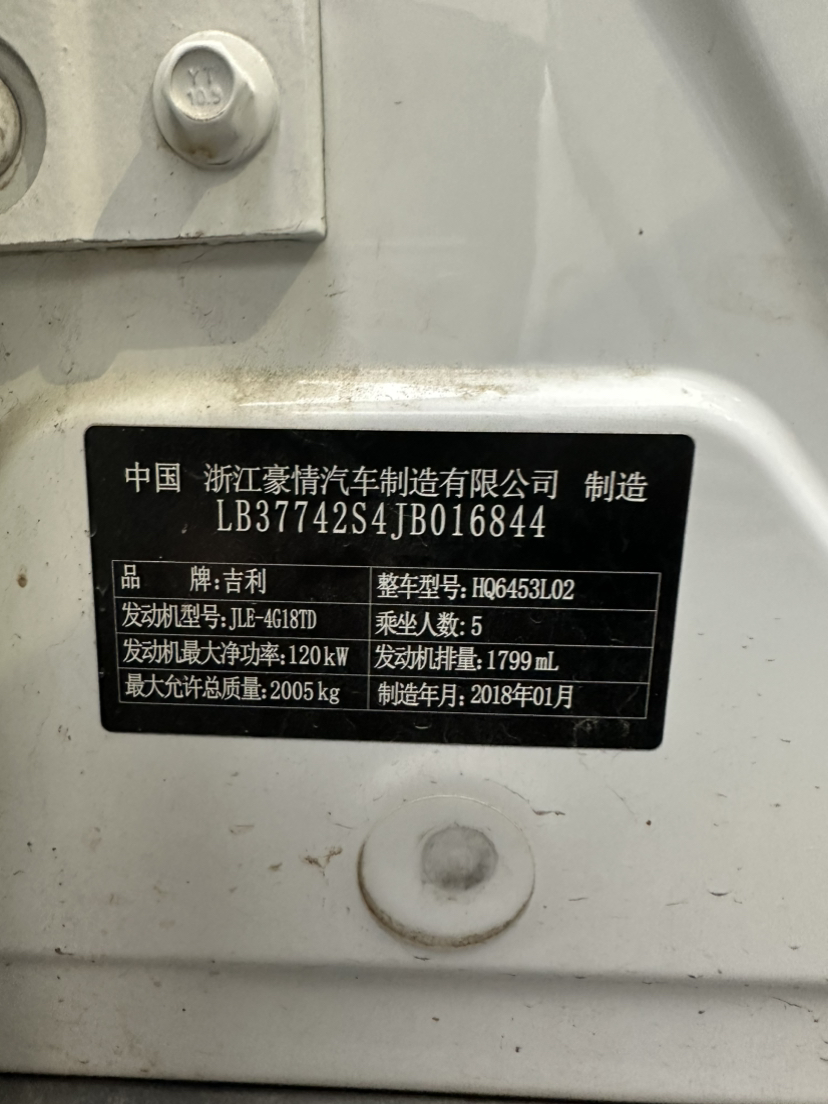 YT
10.9
中国 浙江豪情汽车制造有限公司 制造
LB37742S4JB016844
品 牌:吉利 整车型号:HQ6453L02
发动机型号:JLE-4G18TD 乘坐人数:5
发动机最大净功率:120kW 发动机排量:1799mL
最大允许总质量:2005kg 制造年月:2018年01月